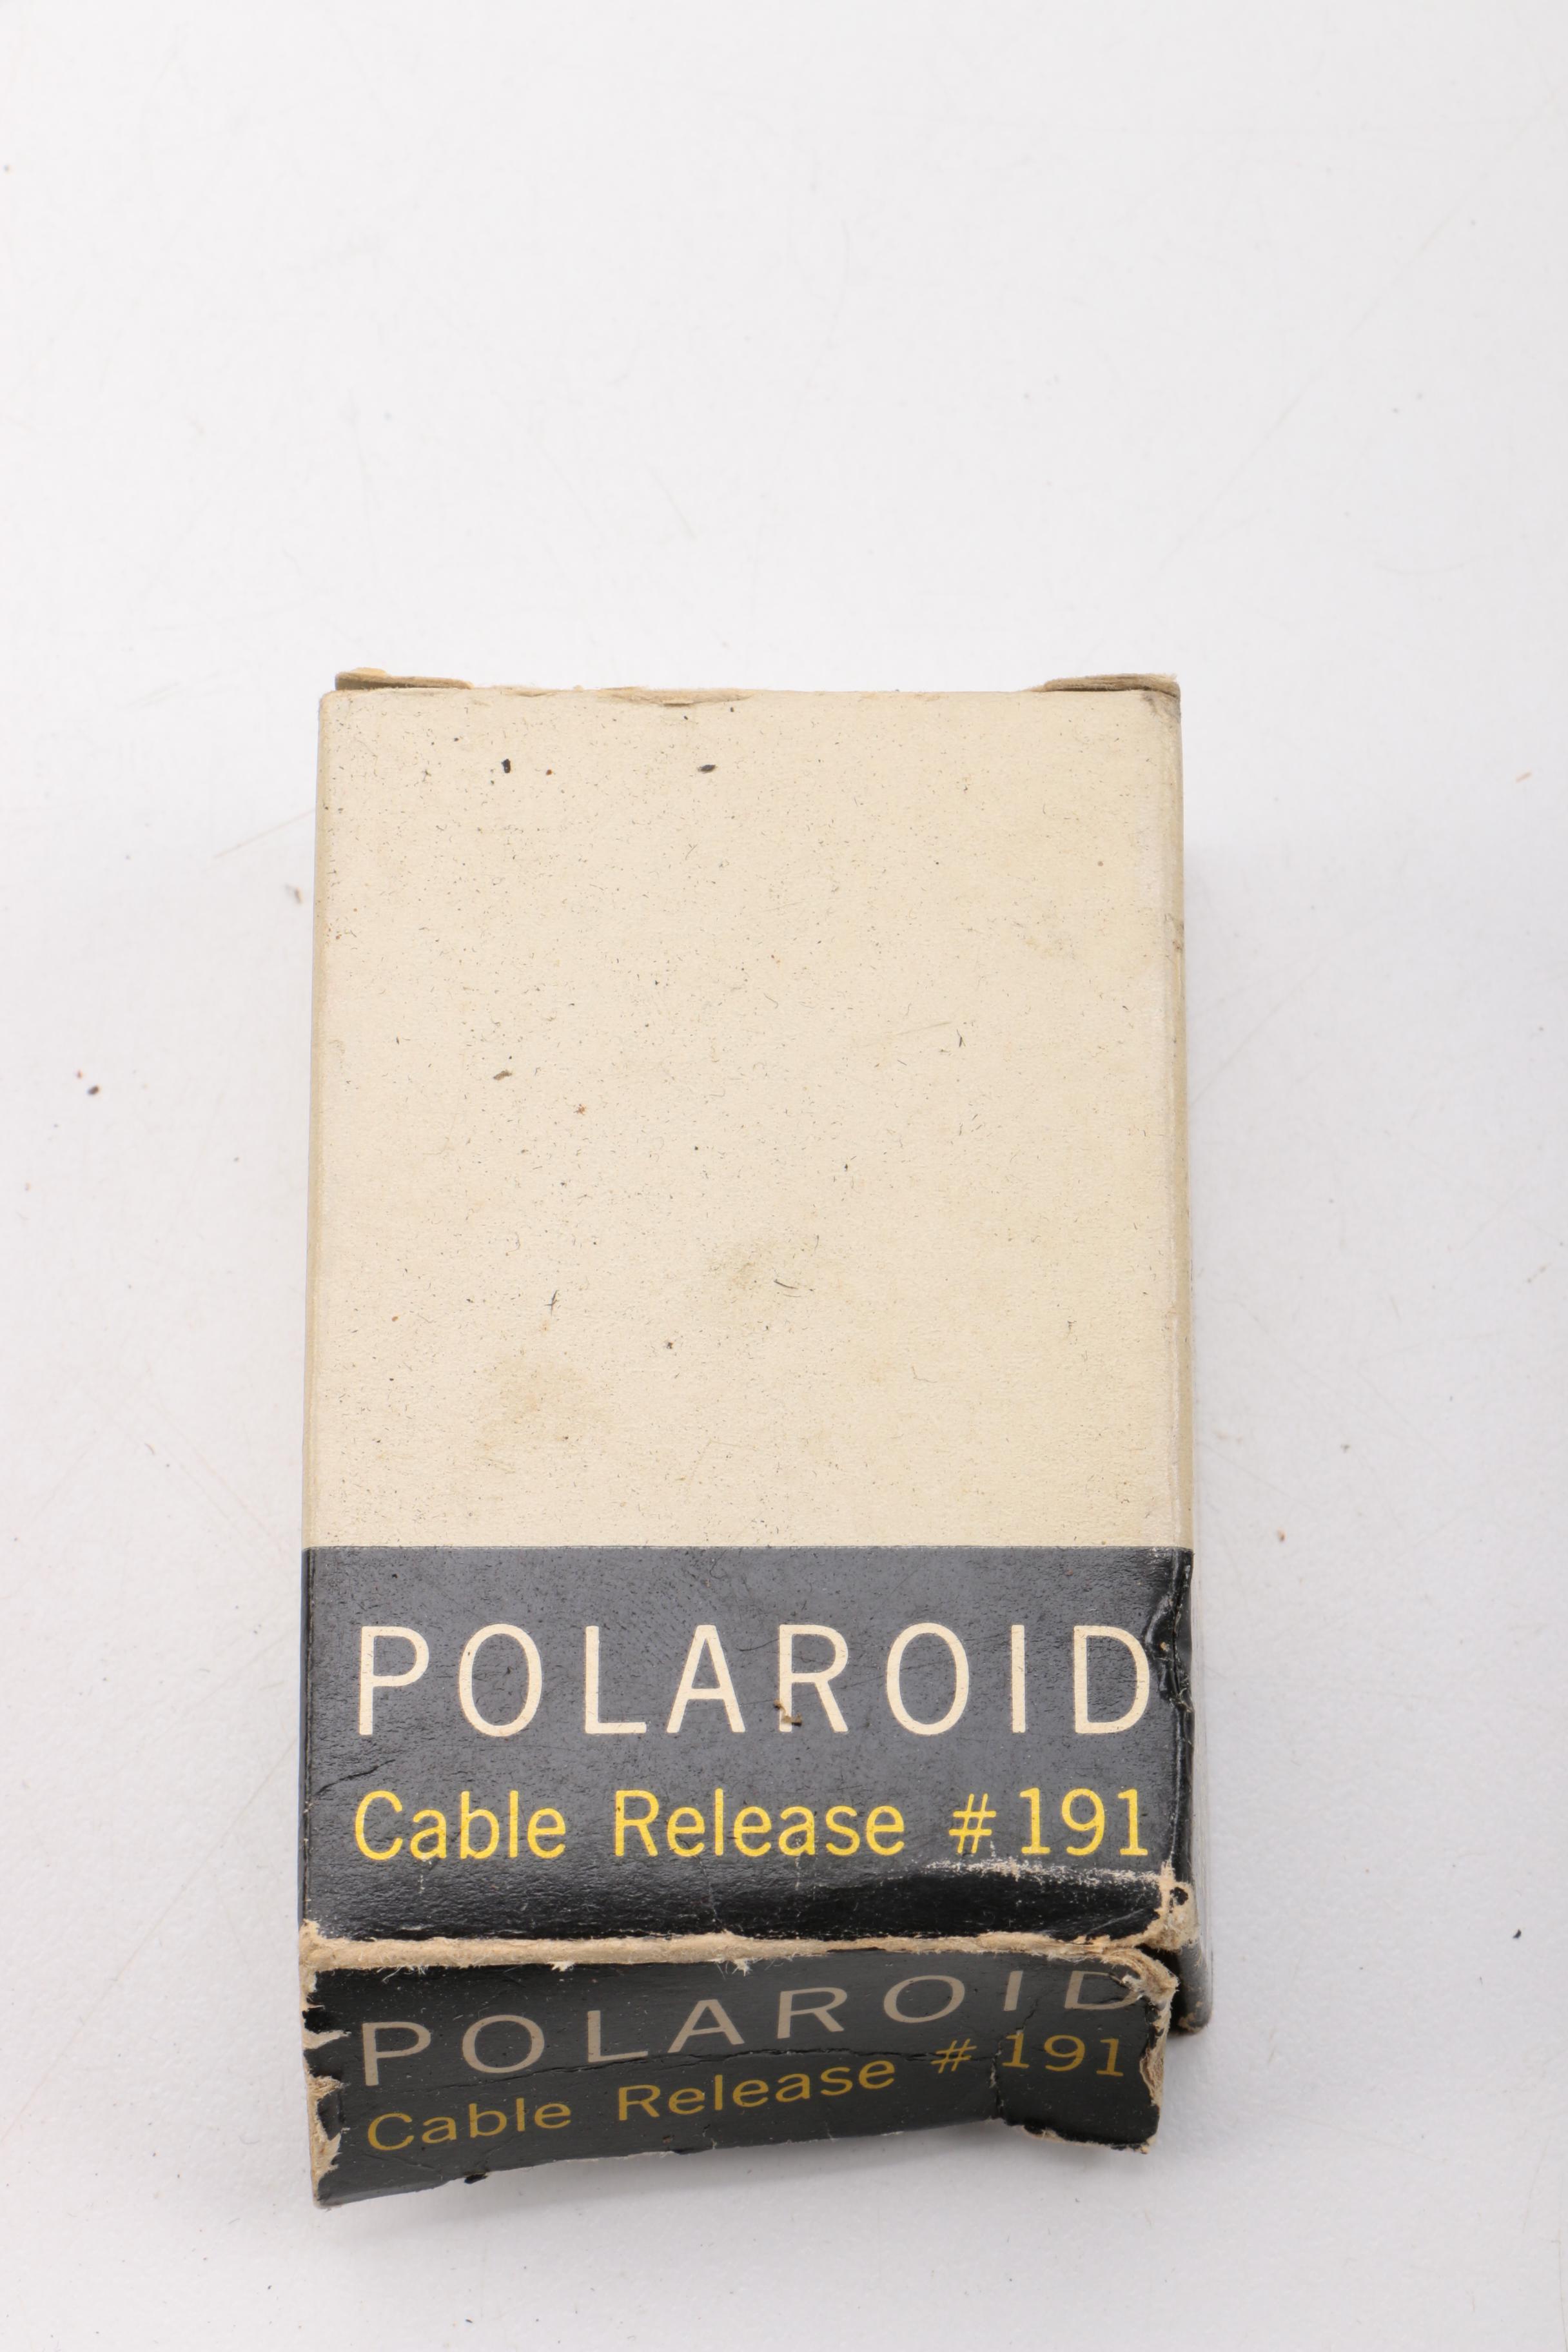 POLAROID
Cable Release #191
POLAROID
Cable Release #191